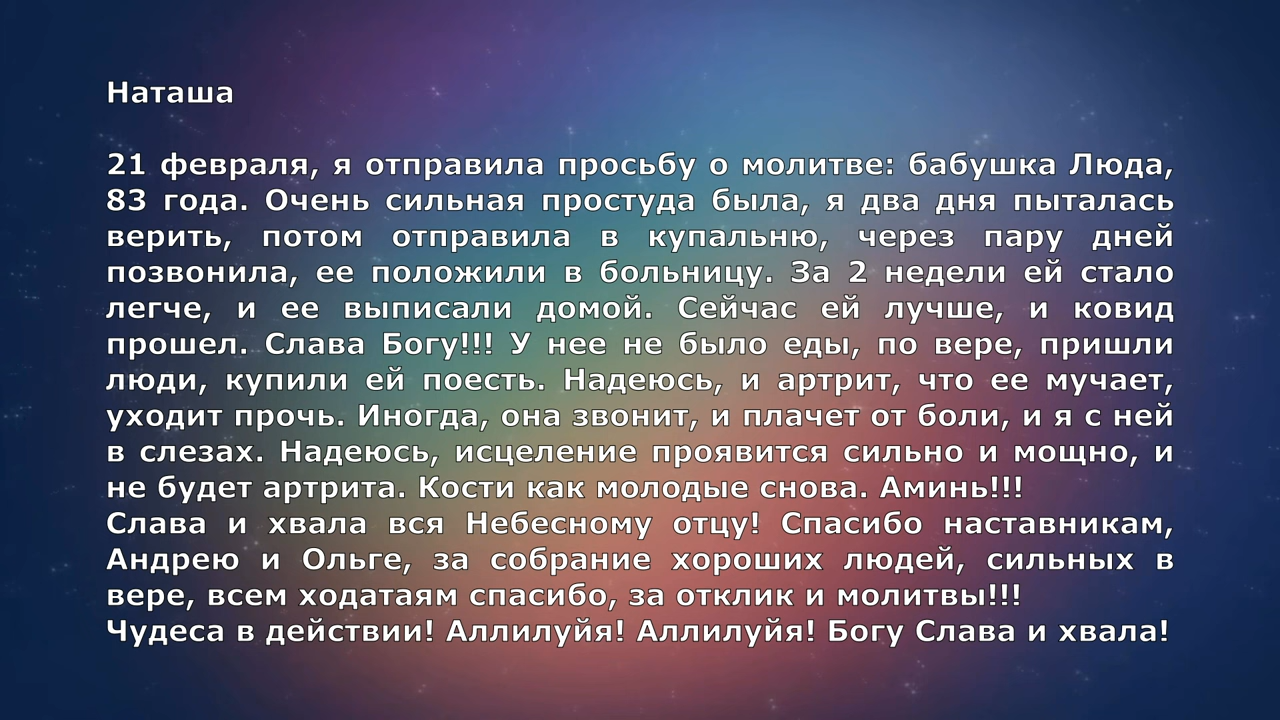 Наташа
21 февраля, я отправила просьбу о молитве: бабушка Люда,
83 года. Очень сильная простуда была, я два дня пыталась
верить, потом отправила в купальню, через пару дней
позвонила, ее положили в больницу. За 2 недели ей стало
легче, и ее выписали домой. Сейчас ей лучше, и ковид
прошел. Слава Богу!!! У нее не было еды, по вере, пришли
люди, купили ей поесть. Надеюсь, и артрит, что ее мучает,
уходит прочь. Иногда, она звонит, и плачет от боли, и я с ней
в слезах. Надеюсь, исцеление проявится сильно и мощно, и
не будет артрита. Кости как молодые снова. Аминь!!!
Слава и хвала вся Небесному отцу! Спасибо наставникам,
Андрею и Ольге, за собрание хороших людей, сильных в
вере, всем ходатаям спасибо, за отклик и молитвы!!!
Чудеса в действии! Аллилуйя! Аллилуйя! Богу Слава и хвала!